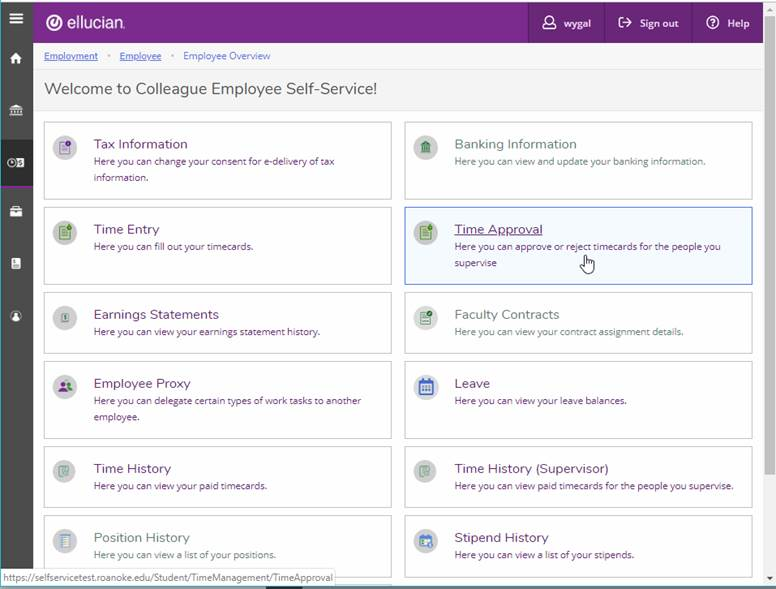 ellucian.
wygal
Sign out
Help
Employment · Employee · Employee Overview
Welcome to Colleague Employee Self-Service!
Tax Information
Here you can change your consent for e-delivery of tax
information.
Banking Information
Here you can view and update your banking information.
Time Entry
Here you can fill out your timecards.
Time Approval
Here you can approve or reject timecards for the people you
supervise
Earnings Statements
Here you can view your earnings statement history.
Faculty Contracts
Here you can view your contract assignment details.
Employee Proxy
Here you can delegate certain types of work tasks to another
employee.
Leave
Here you can view your leave balances.
Time History
Here you can view your paid timecards.
Time History (Supervisor)
Here you can view paid timecards for the people you supervise.
Position History
Here you can view a list of your positions.
Stipend History
Here you can view a list of your stipends.
https://selfservicetest.roanoke.edu/Student/TimeManagement/TimeApproval